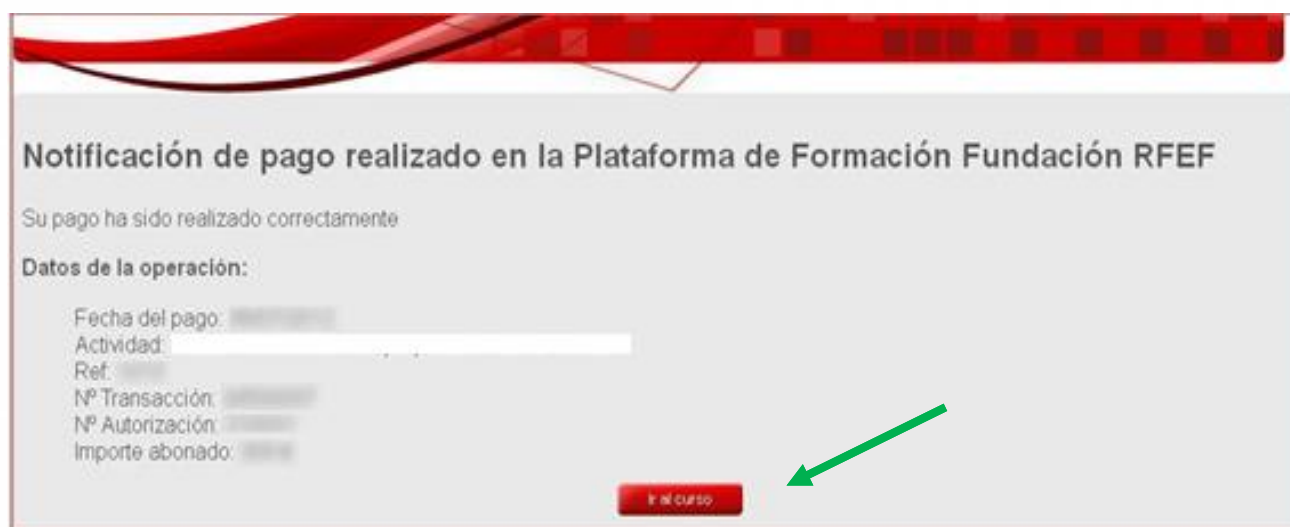 Notificación de pago realizado en la Plataforma de Formación Fundación RFEF
Su pago ha sido realizado correctamente
Datos de la operación:
Fecha del pago:
Actividad:
Ref:
Nº Transacción:
Nº Autorización:
Importe abonado:
Ir al curso